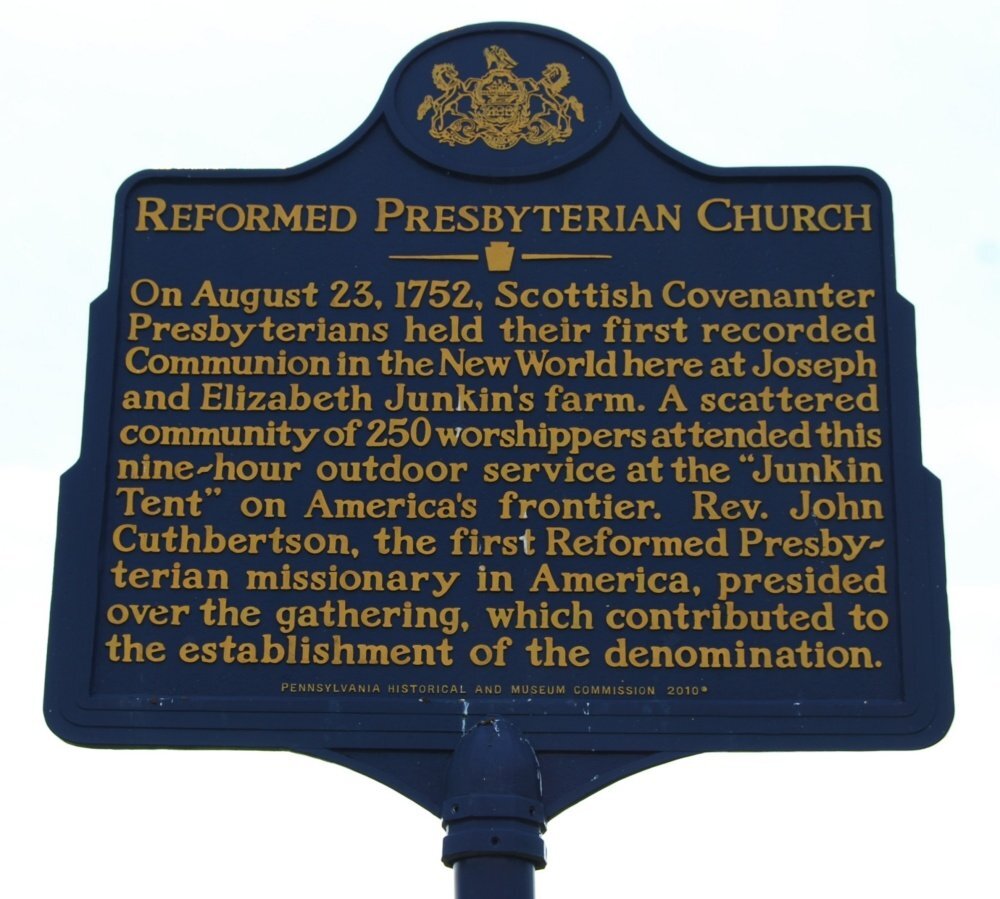 REFORMED PRESBYTERIAN CHURCH
On August 23, 1752, Scottish Covenanter
Presbyterians held their first recorded
Communion in the New World here at Joseph
and Elizabeth Junkin's farm. A scattered
community of 250 worshippers attended this
nine-hour outdoor service at the "Junkin
Tent" on America's frontier. Rev. John
Cuthbertson, the first Reformed Presby-
terian missionary in America, presided
over the gathering, which contributed to
the establishment of the denomination.
PENNSYLVANIA HISTORICAL AND MUSEUM COMMISSION 2010®